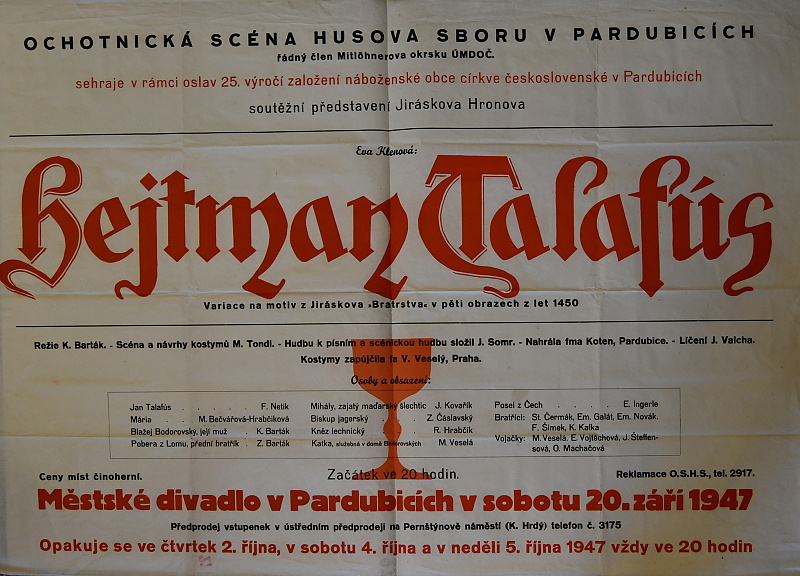 OCHOTNICKÁ SCÉNA HUSOVA SBORU V PARDUBICÍCH
řádný člen Mitlöhnerova okrsku ÚMDOČ.
sehraje v rámci oslav 25. výročí založení náboženské obce církve československé v Pardubicích
soutěžní představení Jiráskova Hronova
Eva Klenová:
Hejtman Talafús
Variace na motiv z Jiráskova »Bratrstva« v pěti obrazech z let 1450
Režie K. Barták. - Scéna a návrhy kostymů M. Tondl. - Hudbu k písním a scénickou hudbu složil J. Somr. - Nahrála fma Koten, Pardubice. - Líčení J. Valcha.
Kostymy zapůjčila fa V. Veselý, Praha.
Osoby a obsazení:
Jan Talafús . . . . . F. Netík
Mária . . M. Bečvářová-Hrabčíková
Blažej Bodorovský, její muž . K. Barták
Pobera z Lomu, přední bratřík . Z. Barták
Mihály, zajatý maďarský šlechtic J. Kovařík
Biskup jagerský . . . Z. Čáslavský
Kněz lechnický . . . R. Hrabčík
Katka, služebná v domě Bodorovských M. Veselá
Posel z Čech . . . . E. Ingerle
Bratříci: St. Čermák, Em. Galát, Em. Novák.
F. Šimek, K. Kafka
Vojačky: M. Veselá. E. Vojtíšchová, J. Šteffen-
sová, O. Machačová
Ceny míst činoherní. Začátek ve 20 hodin. Reklamace O.S.H.S., tel. 2917.
Městské divadlo v Pardubicích v sobotu 20. září 1947
Předprodej vstupenek v ústředním předprodeji na Pernštýnově náměstí (K. Hrdý) telefon č. 3175
Opakuje se ve čtvrtek 2. října, v sobotu 4. října a v neděli 5. října 1947 vždy ve 20 hodin